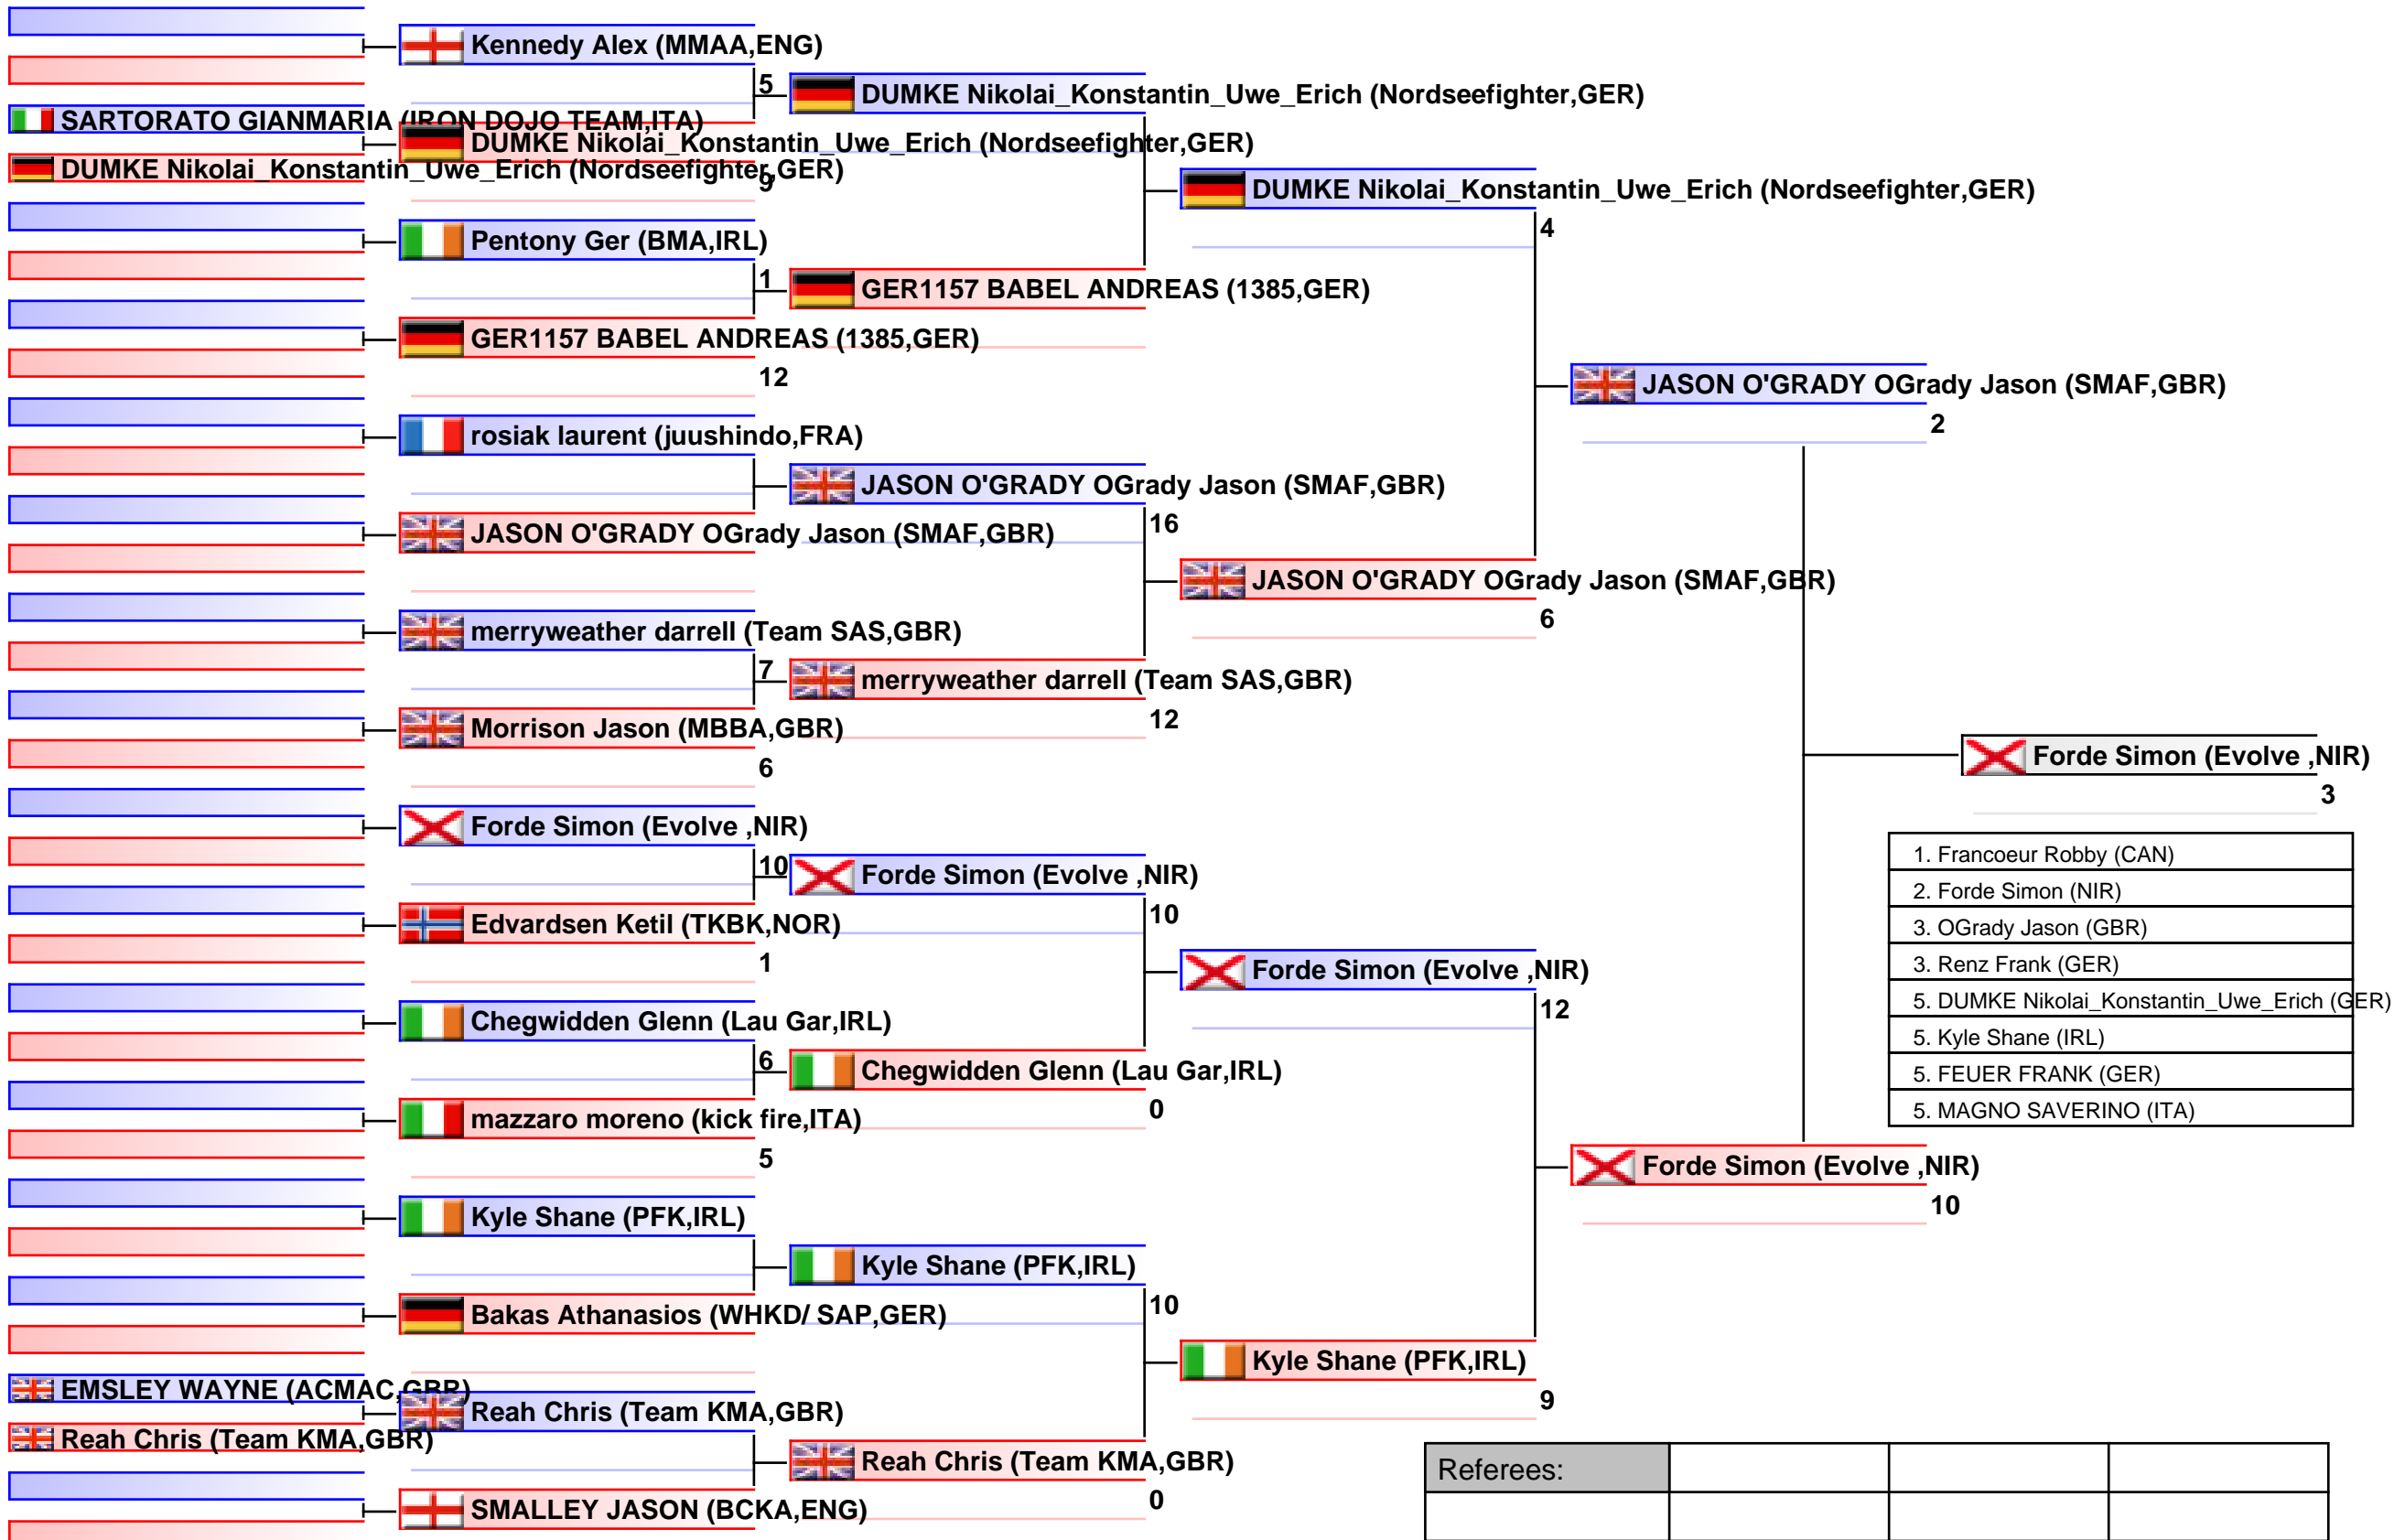 Kennedy Alex (MMAA,ENG)
5
DUMKE Nikolai_Konstantin_Uwe_Erich (Nordseefighter,GER)
SARTORATO GIANMARIA (IRON DOJO TEAM,ITA)
DUMKE Nikolai_Konstantin_Uwe_Erich (Nordseefighter,GER)
DUMKE Nikolai_Konstantin_Uwe_Erich (Nordseefighter,GER)
9
DUMKE Nikolai_Konstantin_Uwe_Erich (Nordseefighter,GER)
4
Pentony Ger (BMA,IRL)
1
GER1157 BABEL ANDREAS (1385,GER)
GER1157 BABEL ANDREAS (1385,GER)
12
JASON O'GRADY OGrady Jason (SMAF,GBR)
2
rosiak laurent (juushindo,FRA)
JASON O'GRADY OGrady Jason (SMAF,GBR)
16
JASON O'GRADY OGrady Jason (SMAF,GBR)
JASON O'GRADY OGrady Jason (SMAF,GBR)
6
merryweather darrell (Team SAS,GBR)
7
merryweather darrell (Team SAS,GBR)
12
Morrison Jason (MBBA,GBR)
6
Forde Simon (Evolve ,NIR)
3
Forde Simon (Evolve ,NIR)
10
Forde Simon (Evolve ,NIR)
10
Edvardsen Ketil (TKBK,NOR)
1
Forde Simon (Evolve ,NIR)
12
1. Francoeur Robby (CAN)
2. Forde Simon (NIR)
3. OGrady Jason (GBR)
3. Renz Frank (GER)
5. DUMKE Nikolai_Konstantin_Uwe_Erich (GER)
5. Kyle Shane (IRL)
5. FEUER FRANK (GER)
5. MAGNO SAVERINO (ITA)
Chegwidden Glenn (Lau Gar,IRL)
6
Chegwidden Glenn (Lau Gar,IRL)
0
mazzaro moreno (kick fire,ITA)
5
Forde Simon (Evolve ,NIR)
10
Kyle Shane (PFK,IRL)
Kyle Shane (PFK,IRL)
10
Bakas Athanasios (WHKD/ SAP,GER)
Kyle Shane (PFK,IRL)
9
EMSLEY WAYNE (ACMAC,GBR)
Reah Chris (Team KMA,GBR)
Reah Chris (Team KMA,GBR)
Reah Chris (Team KMA,GBR)
0
SMALLEY JASON (BCKA,ENG)
Referees: